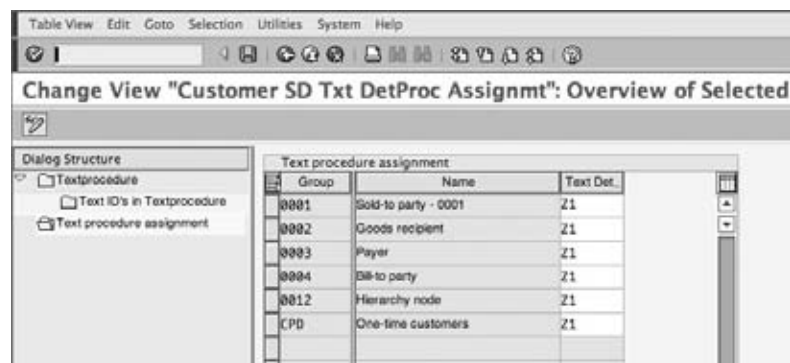 Table View Edit Goto Selection Utilities System Help
Change View "Customer SD Txt DetProc Assignmt": Overview of Selected
Dialog Structure
Textprocedure
Text ID's in Textprocedure
Text procedure assignment
Text procedure assignment
Group Name Text Det..
0001 Sold-to party - 0001 Z1
0002 Goods recipient Z1
0003 Payer Z1
0004 Bill-to party Z1
0012 Hierarchy node Z1
CPD One-time customers Z1